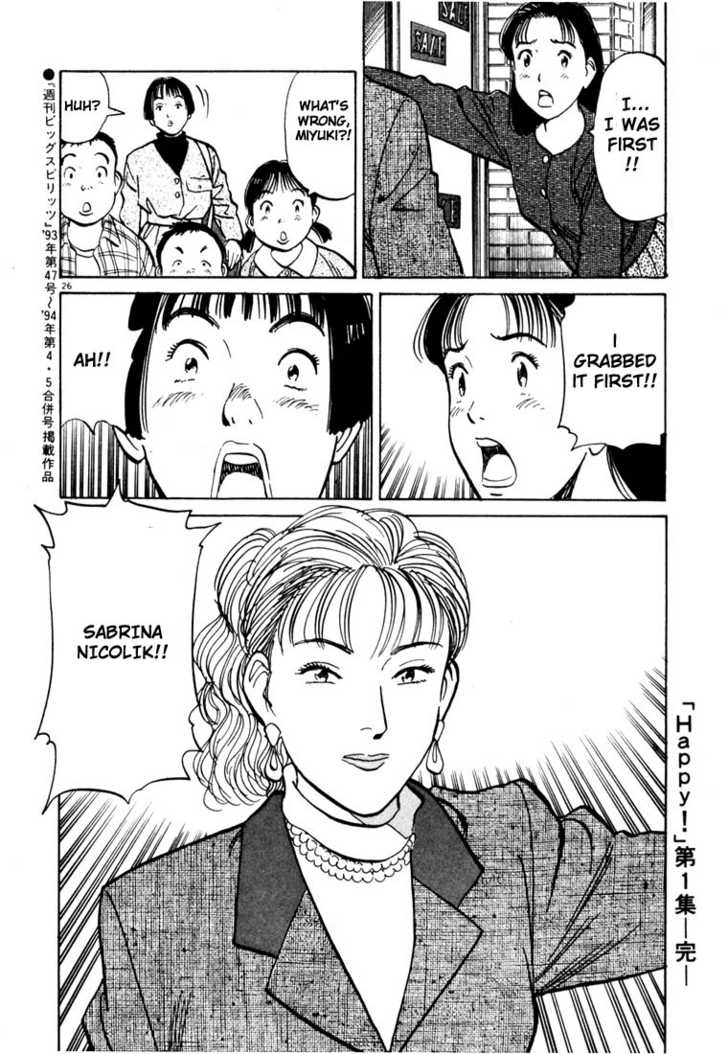 SALE
SALE
I...
I WAS
FIRST
!!
WHAT'S
WRONG,
MIYUKI?!
HUH?
26
I
GRABBED
IT FIRST!!
AH!!
SABRINA
NICOLIK!!
●『週刊ビッグスピリッツ』'93年第47号~'94年第4・5合併号掲載作品
「Happy!」第1集—完—